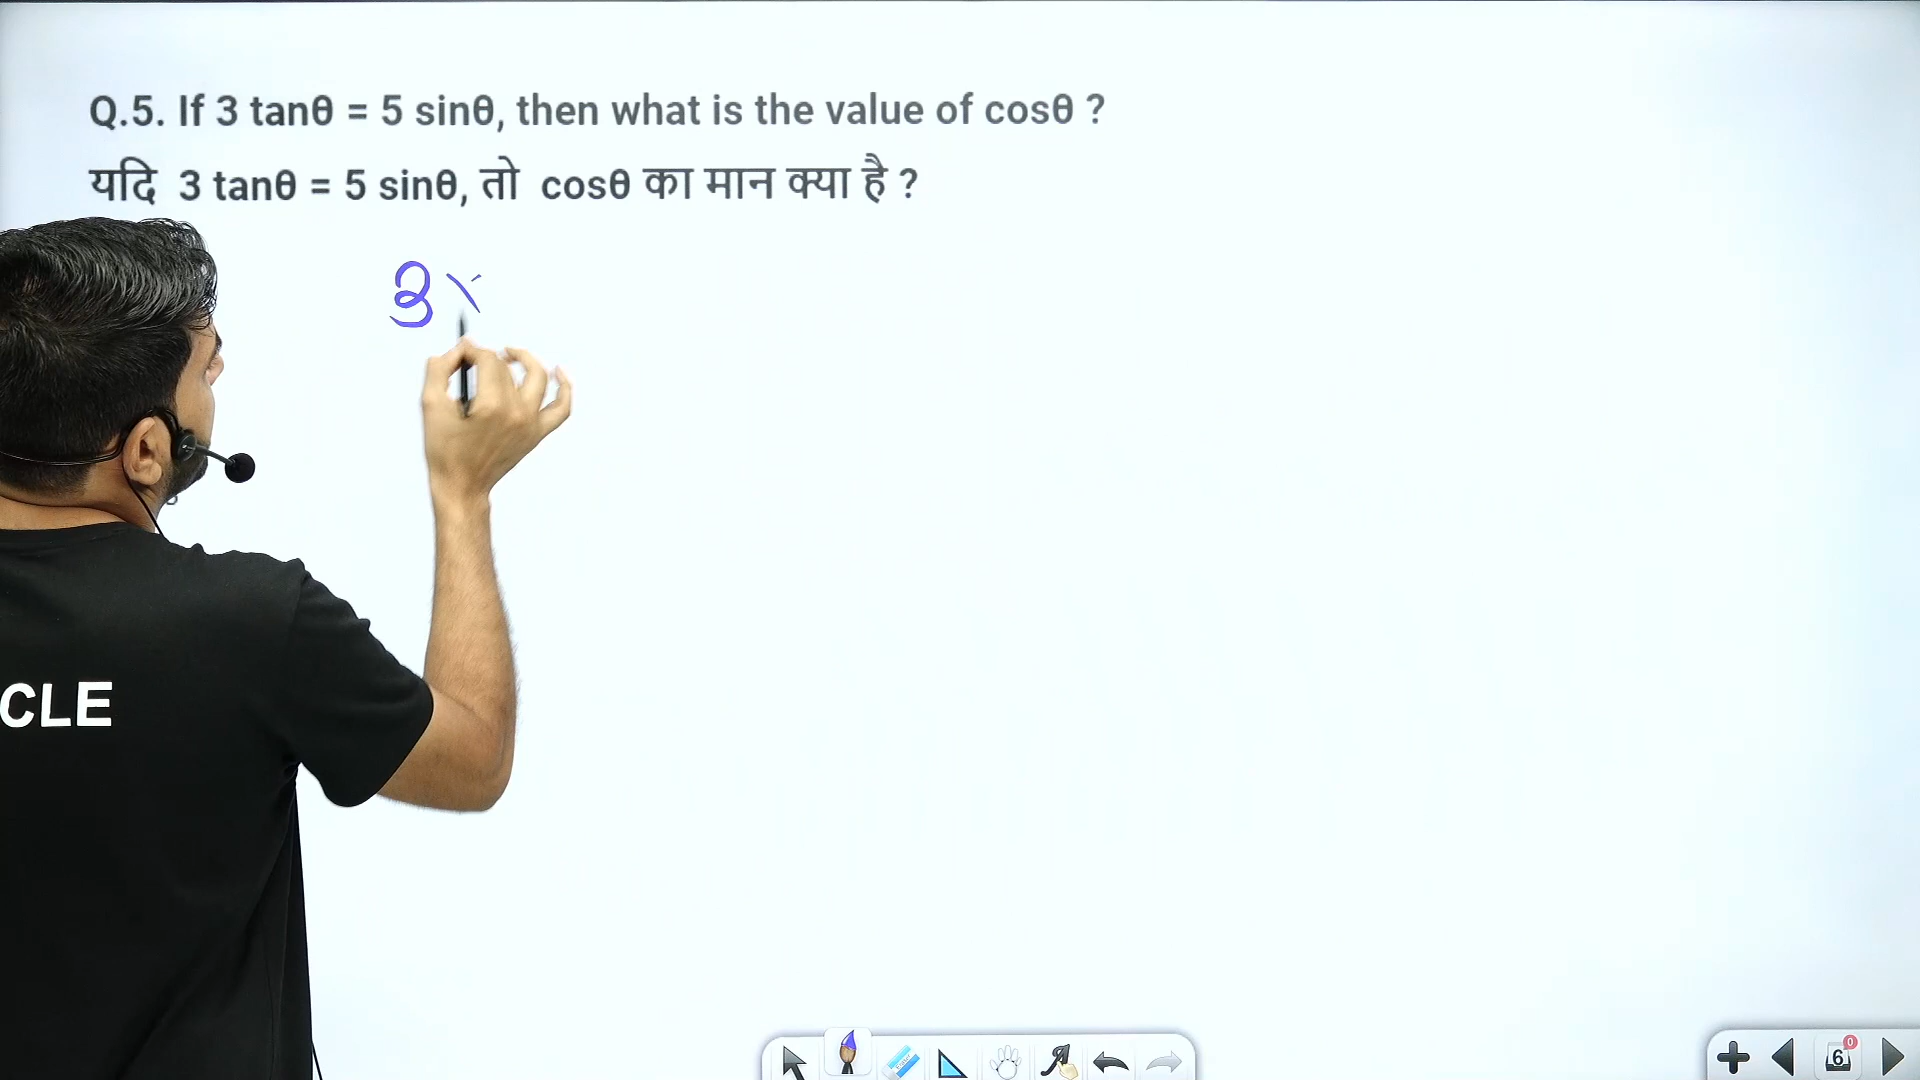 Q.5. If 3 tanθ = 5 sinθ, then what is the value of cosθ ?
यदि 3 tanθ = 5 sinθ, तो cosθ का मान क्या है ?
3 ×
CLE
6
0